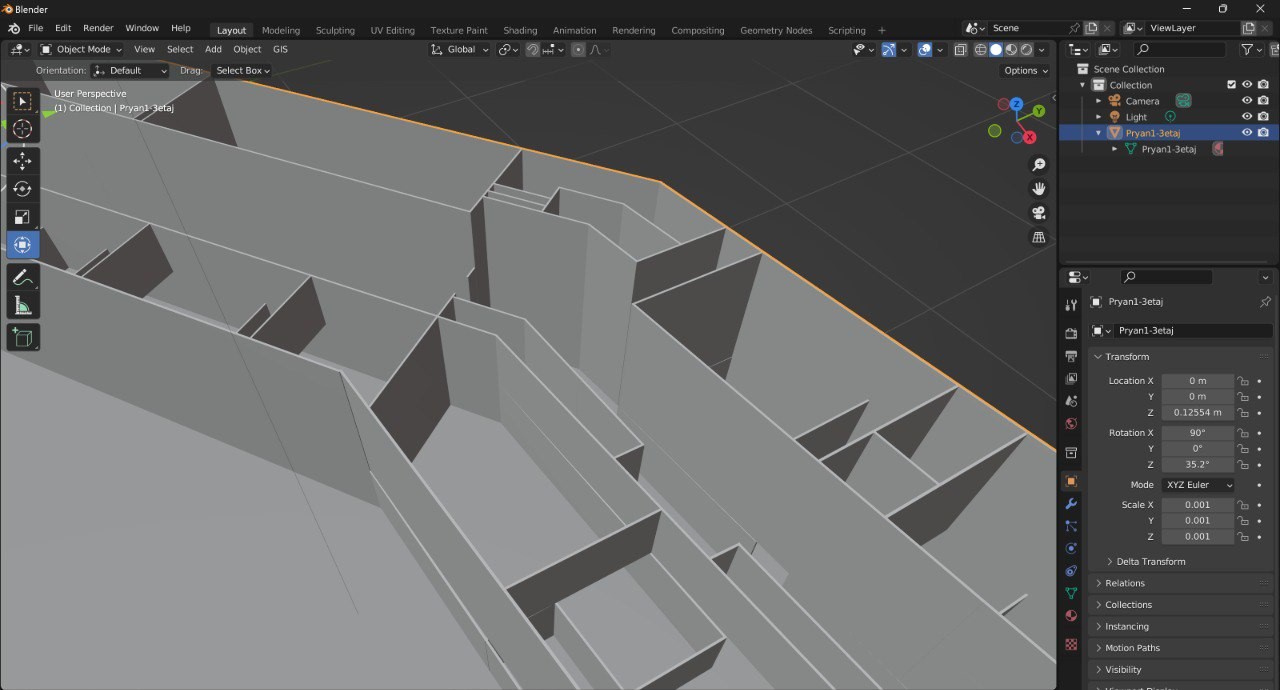 Blender
File Edit Render Window Help Layout Modeling Sculpting UV Editing Texture Paint Shading Animation Rendering Compositing Geometry Nodes Scripting + Scene ViewLayer
Object Mode View Select Add Object GIS Global
Orientation: Default Drag: Select Box Options
User Perspective
(1) Collection | Pryan1-3etaj
Z
Y
X
Scene Collection
Collection
Camera
Light
Pryan1-3etaj
Pryan1-3etaj
Pryan1-3etaj
Pryan1-3etaj
Transform
Location X 0 m
Y 0 m
Z 0.12554 m
Rotation X 90°
Y 0°
Z 35.2°
Mode XYZ Euler
Scale X 0.001
Y 0.001
Z 0.001
Delta Transform
Relations
Collections
Instancing
Motion Paths
Visibility
Viewport Display